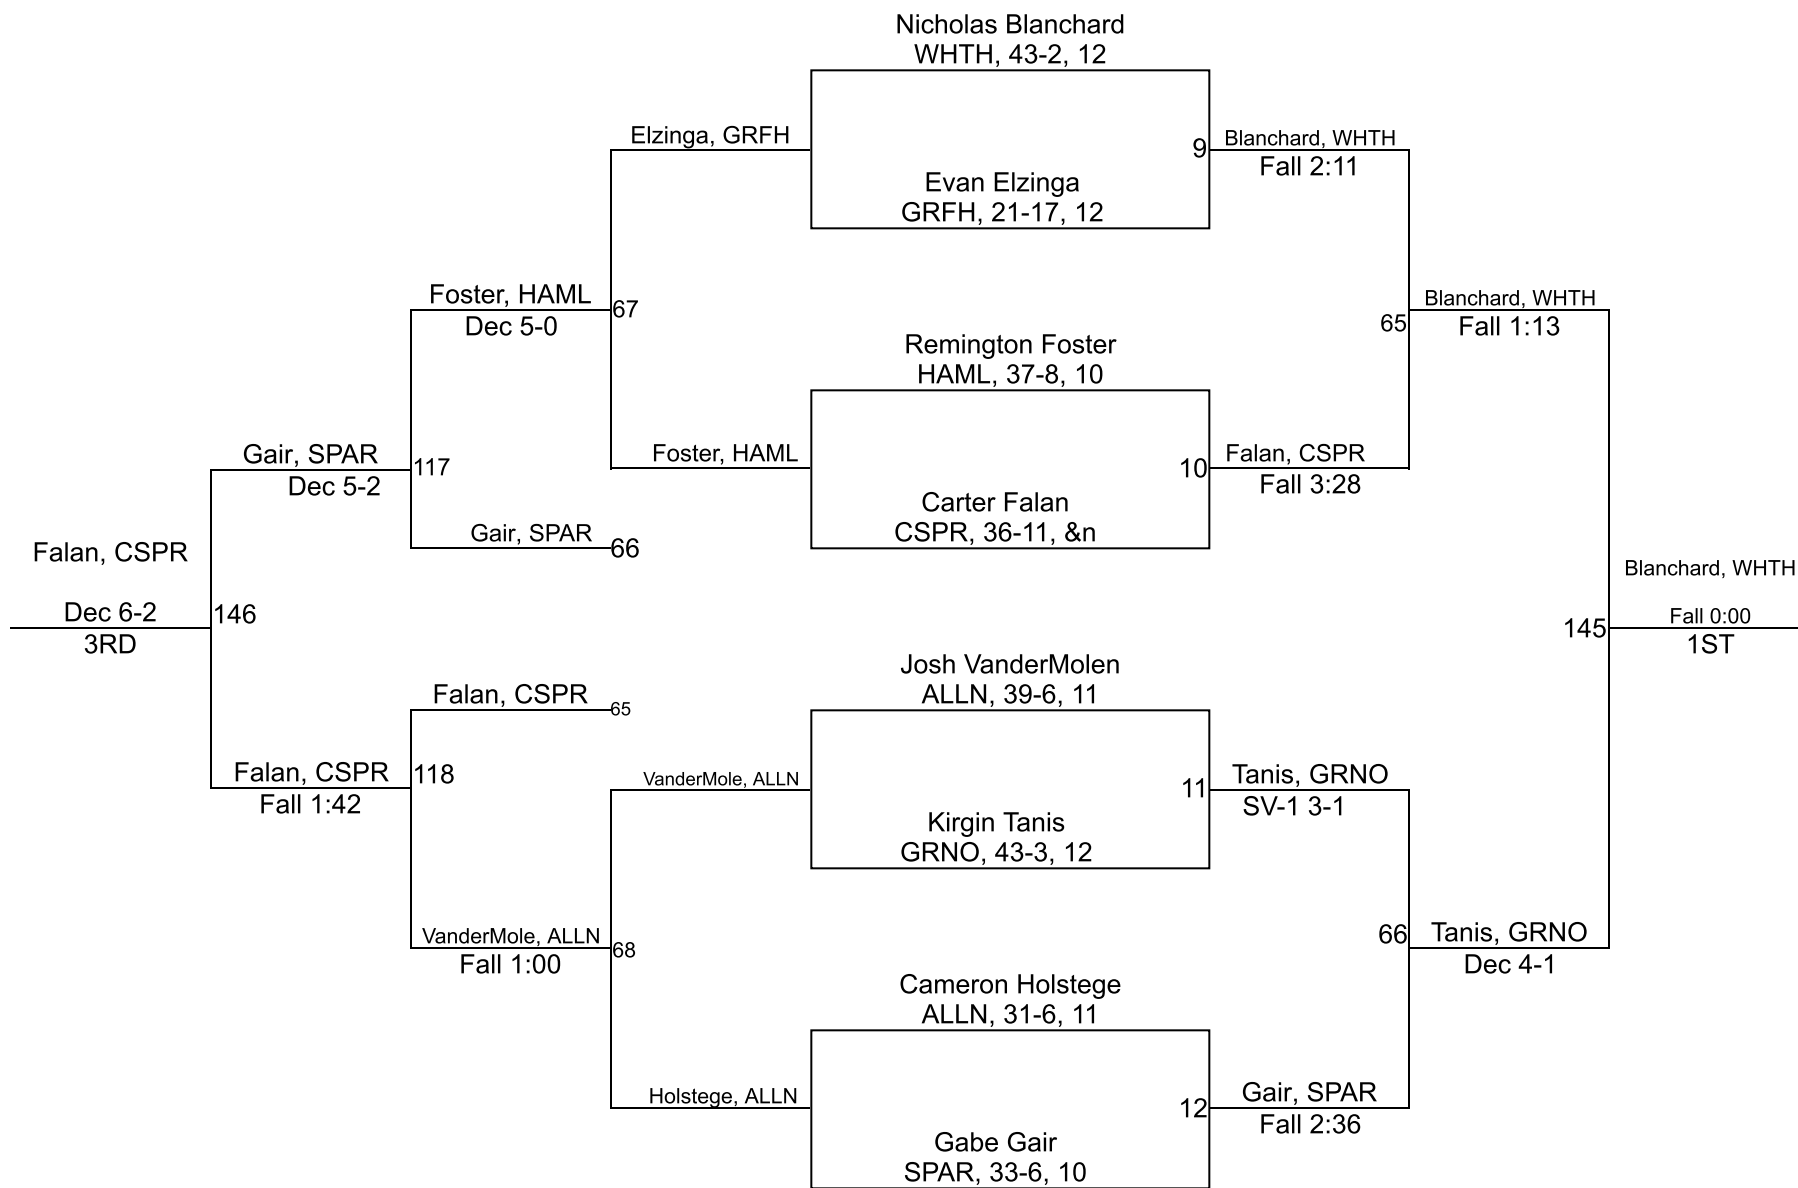 Nicholas Blanchard
WHTH, 43-2, 12
Elzinga, GRFH
9
Blanchard, WHTH
Fall 2:11
Evan Elzinga
GRFH, 21-17, 12
Foster, HAML
Dec 5-0
67
Blanchard, WHTH
65
Fall 1:13
Remington Foster
HAML, 37-8, 10
Gair, SPAR
Dec 5-2
117
Foster, HAML
10
Falan, CSPR
Fall 3:28
Carter Falan
CSPR, 36-11, &n
Gair, SPAR
66
Falan, CSPR
Dec 6-2
3RD
146
Blanchard, WHTH
145
Fall 0:00
1ST
Josh VanderMolen
ALLN, 39-6, 11
Falan, CSPR
65
Falan, CSPR
Fall 1:42
118
VanderMole, ALLN
11
Tanis, GRNO
SV-1 3-1
Kirgin Tanis
GRNO, 43-3, 12
VanderMole, ALLN
Fall 1:00
68
66
Tanis, GRNO
Dec 4-1
Cameron Holstege
ALLN, 31-6, 11
Holstege, ALLN
12
Gair, SPAR
Fall 2:36
Gabe Gair
SPAR, 33-6, 10